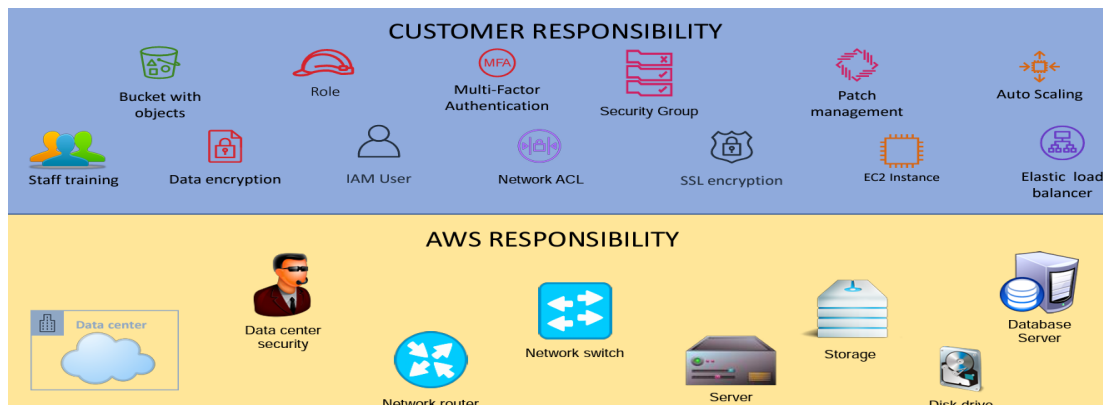 CUSTOMER RESPONSIBILITY
Bucket with
objects
Role
MFA
Multi-Factor
Authentication
Security Group
Patch
management
Auto Scaling
Staff training
Data encryption
IAM User
Network ACL
SSL encryption
EC2 Instance
Elastic load
balancer
AWS RESPONSIBILITY
Data center
Data center
security
Network router
Network switch
Server
Storage
Disk drive
Database
Server